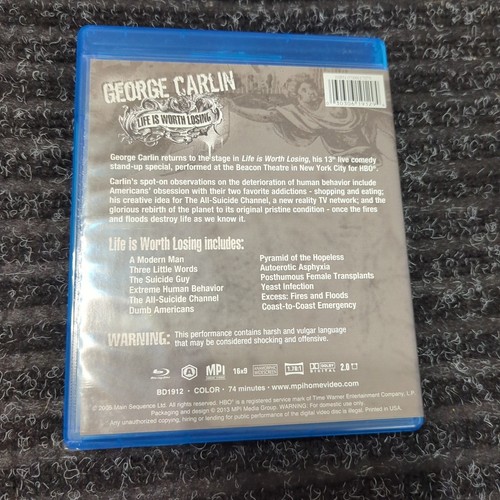 GEORGE CARLIN
LIFE IS WORTH LOSING
George Carlin returns to the stage in Life is Worth Losing, his 13th live comedy
stand-up special, performed at the Beacon Theatre in New York City for HBO®.
Carlin's spot-on observations on the deterioration of human behavior include
Americans' obsession with their two favorite addictions - shopping and eating;
his creative idea for The All-Suicide Channel, a new reality TV network; and the
glorious rebirth of the planet to its original pristine condition - once the fires
and floods destroy life as we know it.
Life is Worth Losing includes:
A Modern Man
Three Little Words
The Suicide Guy
Extreme Human Behavior
The All-Suicide Channel
Dumb Americans
Pyramid of the Hopeless
Autoerotic Asphyxia
Posthumous Female Transplants
Yeast Infection
Excess: Fires and Floods
Coast-to-Coast Emergency
WARNING: This performance contains harsh and vulgar language
that may be considered shocking and offensive.
A MPI 16x9 1.78:1 DOLBY DIGITAL 2.0
BD1912 • COLOR • 74 minutes • www.mpihomevideo.com
Main Sequence Ltd. All rights reserved. HBO® is a registered service mark of Time Warner Entertainment Company, L.P.
Packaging and design © 2013 MPI Media Group. WARNING: For domestic use only.
Any unauthorized copying, hiring or lending for public performance of the digital video disc is illegal. Printed in USA.